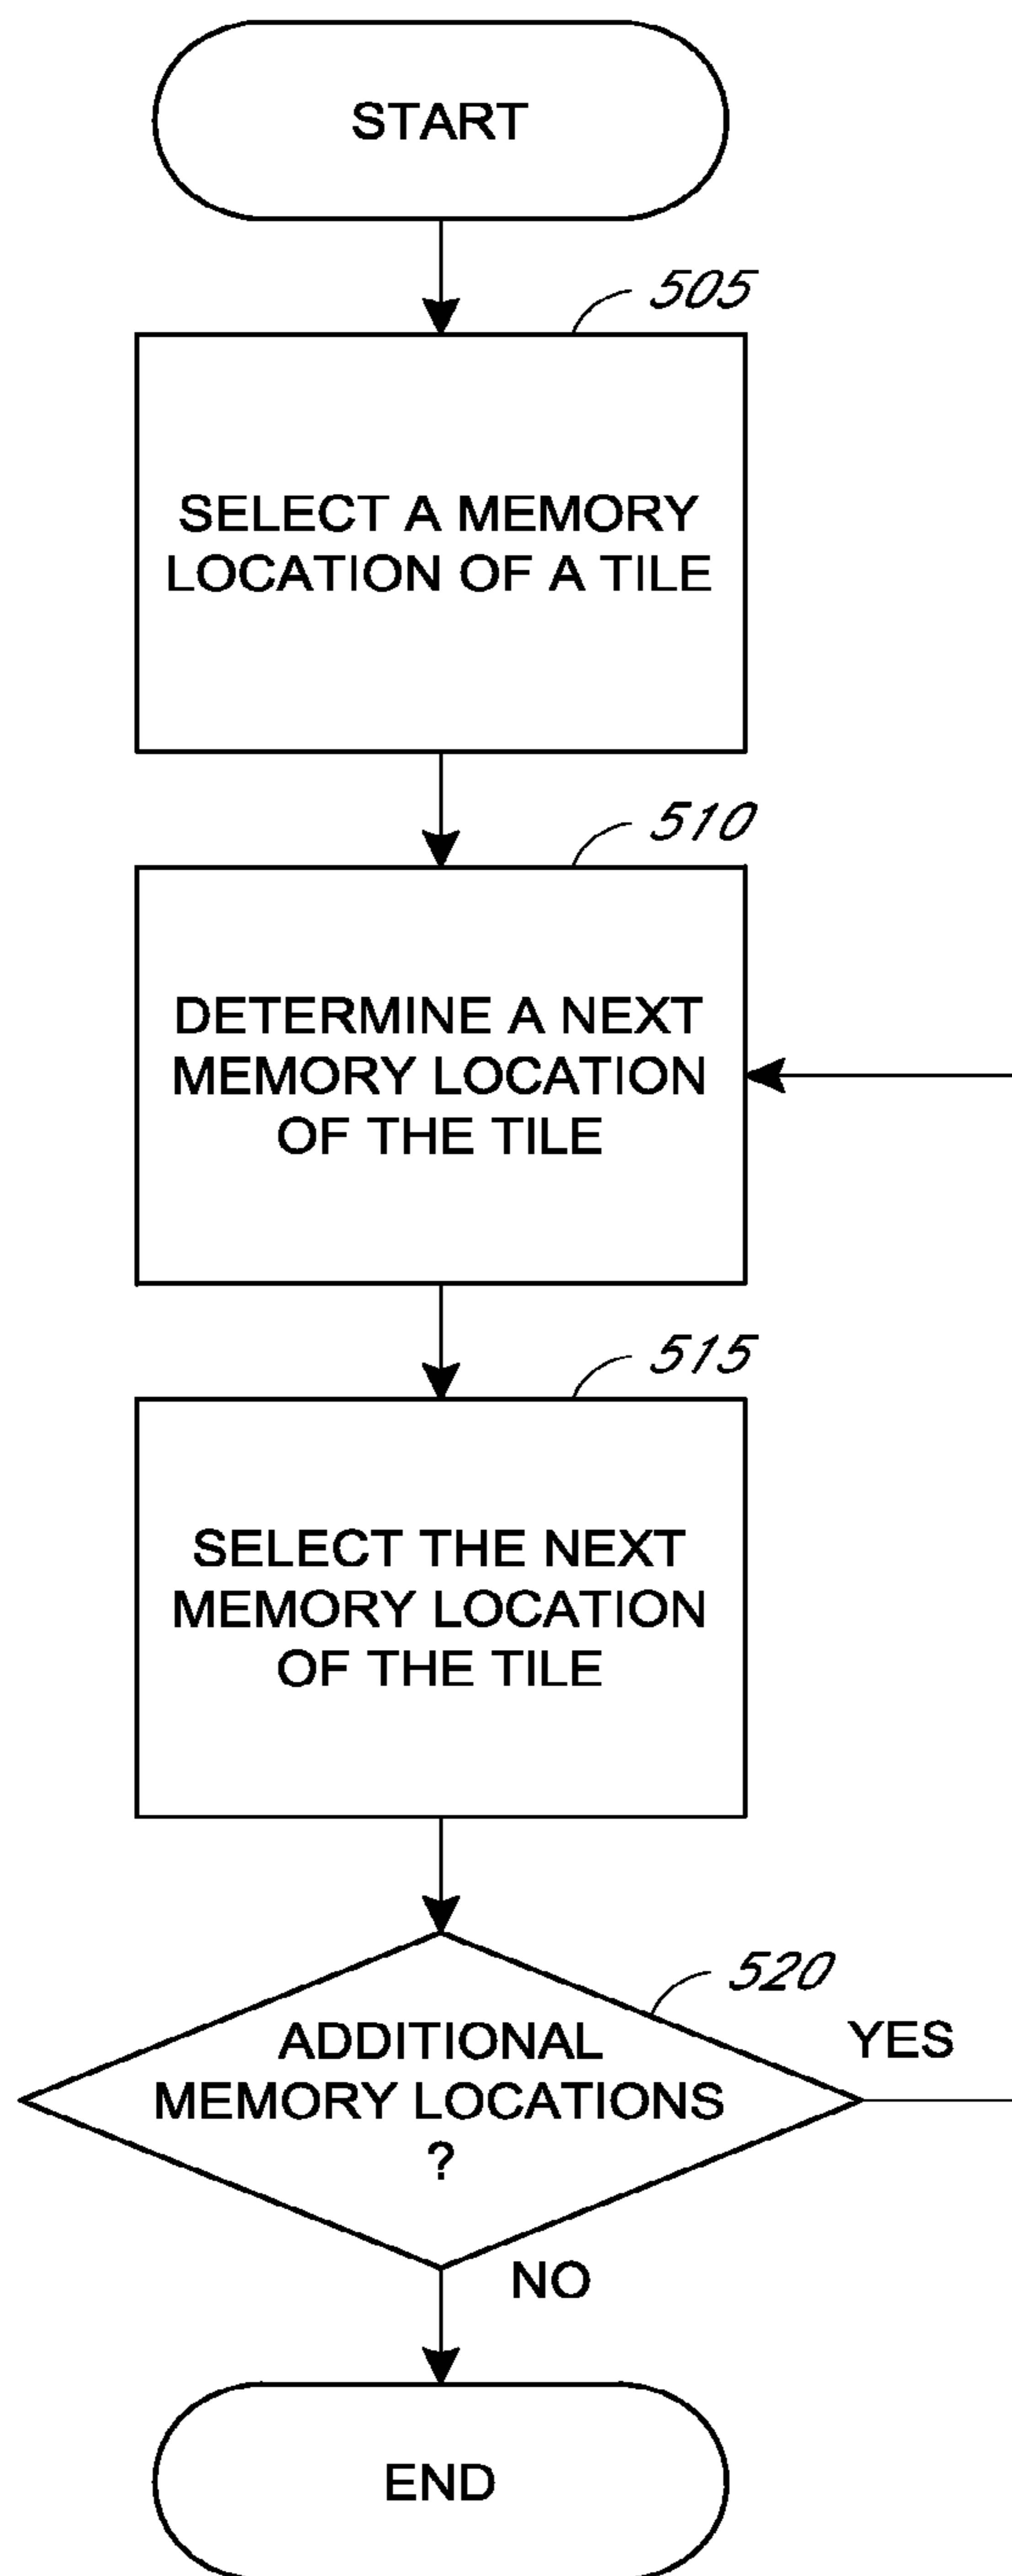 START
505
SELECT A MEMORY
LOCATION OF A TILE
510
DETERMINE A NEXT
MEMORY LOCATION
OF THE TILE
515
SELECT THE NEXT
MEMORY LOCATION
OF THE TILE
520
ADDITIONAL
MEMORY LOCATIONS
?
YES
NO
END